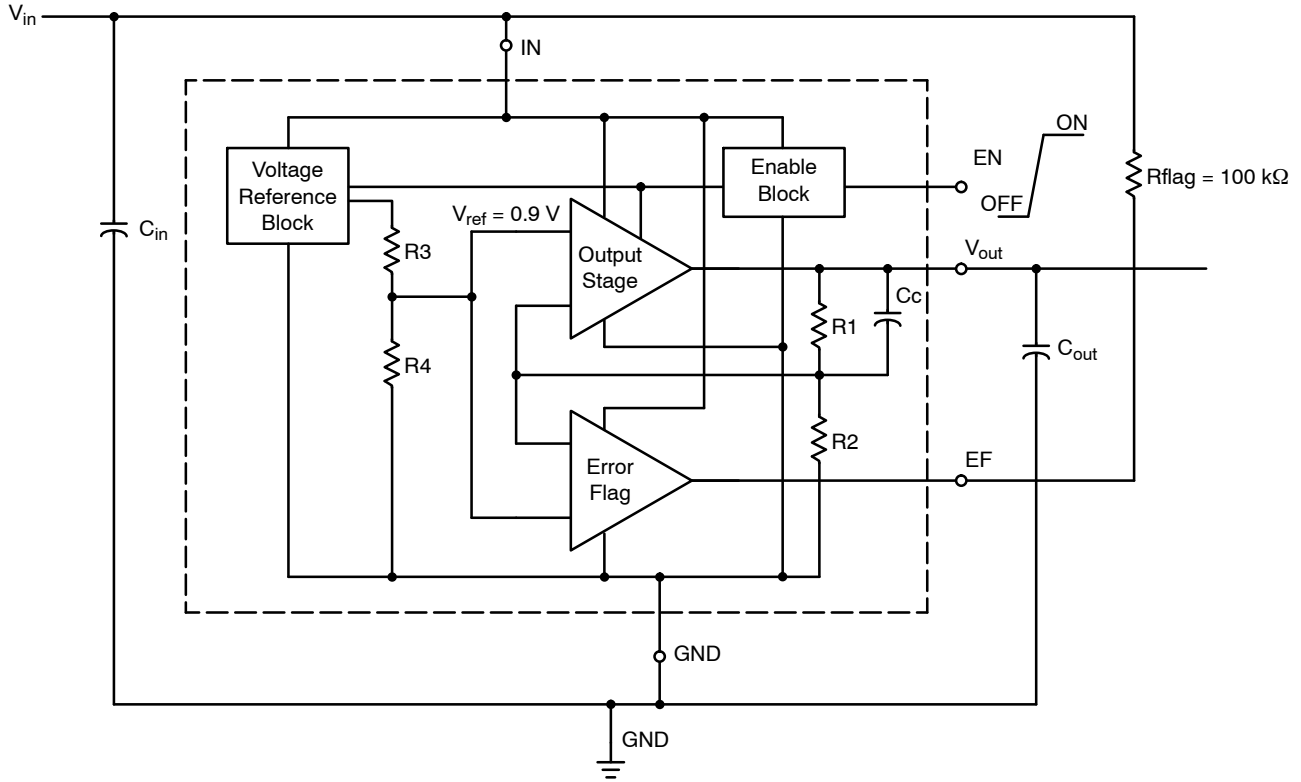 Vin
IN
Voltage
Reference
Block
Enable
Block
EN
ON
OFF
Rflag = 100 kΩ
Cin
Vref = 0.9 V
R3
Output
Stage
Vout
Cc
R1
R4
Cout
R2
Error
Flag
EF
GND
GND